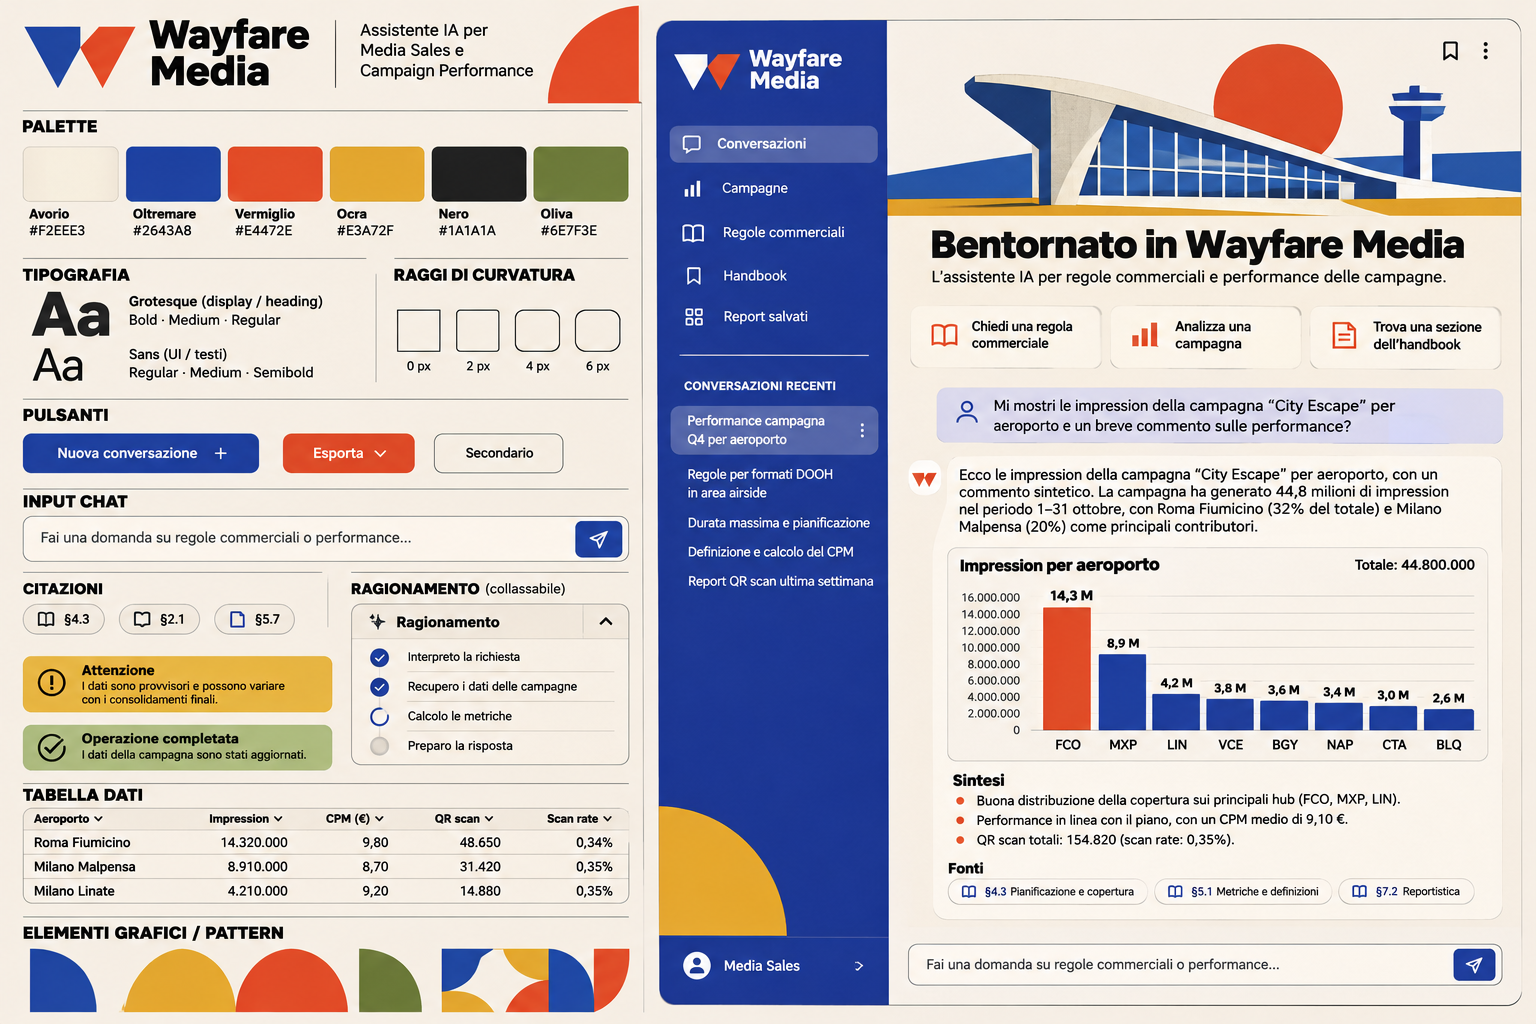 Wayfare
Media
Assistente IA per
Media Sales e
Campaign Performance
PALETTE
Avorio
#F2EEE3
Oltremare
#2643A8
Vermiglio
#E4472E
Ocra
#E3A72F
Nero
#1A1A1A
Oliva
#6E7F3E
TIPOGRAFIA
Aa
Grotesque (display / heading)
Bold · Medium · Regular
Aa
Sans (UI / testi)
Regular · Medium · Semibold
RAGGI DI CURVATURA
0 px
2 px
4 px
6 px
PULSANTI
Nuova conversazione +
Esporta
Secondario
INPUT CHAT
Fai una domanda su regole commerciali o performance...
CITAZIONI
§4.3
§2.1
§5.7
Attenzione
I dati sono provvisori e possono variare
con i consolidamenti finali.
Operazione completata
I dati della campagna sono stati aggiornati.
RAGIONAMENTO (collassabile)
Ragionamento
Interpreto la richiesta
Recupero i dati delle campagne
Calcolo le metriche
Preparo la risposta
TABELLA DATI
Aeroporto Impression CPM (€) QR scan Scan rate
Roma Fiumicino 14.320.000 9,80 48.650 0,34%
Milano Malpensa 8.910.000 8,70 31.420 0,35%
Milano Linate 4.210.000 9,20 14.880 0,35%
ELEMENTI GRAFICI / PATTERN
Wayfare
Media
Conversazioni
Campagne
Regole commerciali
Handbook
Report salvati
CONVERSAZIONI RECENTI
Performance campagna
Q4 per aeroporto
Regole per formati DOOH
in area airside
Durata massima e pianificazione
Definizione e calcolo del CPM
Report QR scan ultima settimana
Media Sales
Bentornato in Wayfare Media
L'assistente IA per regole commerciali e performance delle campagne.
Chiedi una regola
commerciale
Analizza una
campagna
Trova una sezione
dell'handbook
Mi mostri le impression della campagna “City Escape” per
aeroporto e un breve commento sulle performance?
Ecco le impression della campagna “City Escape” per aeroporto, con un
commento sintetico. La campagna ha generato 44,8 milioni di impression
nel periodo 1–31 ottobre, con Roma Fiumicino (32% del totale) e Milano
Malpensa (20%) come principali contributori.
Impression per aeroporto
Totale: 44.800.000
16.000.000
14.000.000
12.000.000
10.000.000
8.000.000
6.000.000
4.000.000
2.000.000
0
14,3 M
8,9 M
4,2 M
3,8 M
3,6 M
3,4 M
3,0 M
2,6 M
FCO MXP LIN VCE BGY NAP CTA BLQ
Sintesi
Buona distribuzione della copertura sui principali hub (FCO, MXP, LIN).
Performance in linea con il piano, con un CPM medio di 9,10 €.
QR scan totali: 154.820 (scan rate: 0,35%).
Fonti
§4.3 Pianificazione e copertura
§5.1 Metriche e definizioni
§7.2 Reportistica
Fai una domanda su regole commerciali o performance...